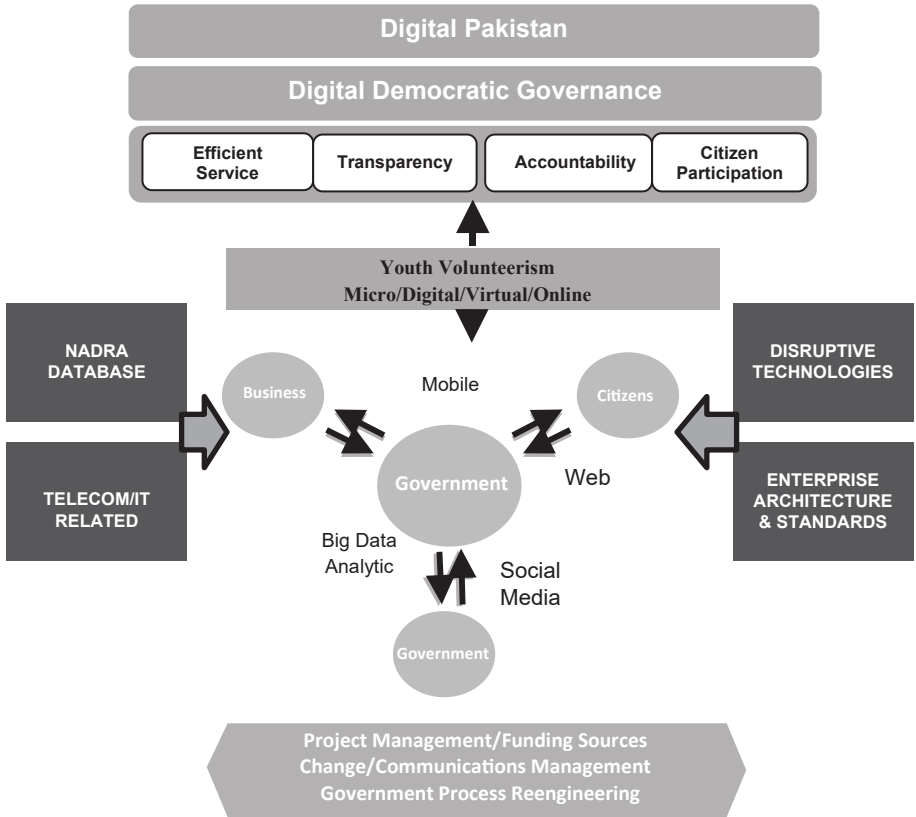 Digital Pakistan
Digital Democratic Governance
Efficient
Service
Transparency
Accountability
Citizen
Participation
Youth Volunteerism
Micro/Digital/Virtual/Online
NADRA
DATABASE
TELECOM/IT
RELATED
Business
Mobile
Citizens
DISRUPTIVE
TECHNOLOGIES
ENTERPRISE
ARCHITECTURE
& STANDARDS
Government
Web
Big Data
Analytic
Social
Media
Government
Project Management/Funding Sources
Change/Communications Management
Government Process Reengineering